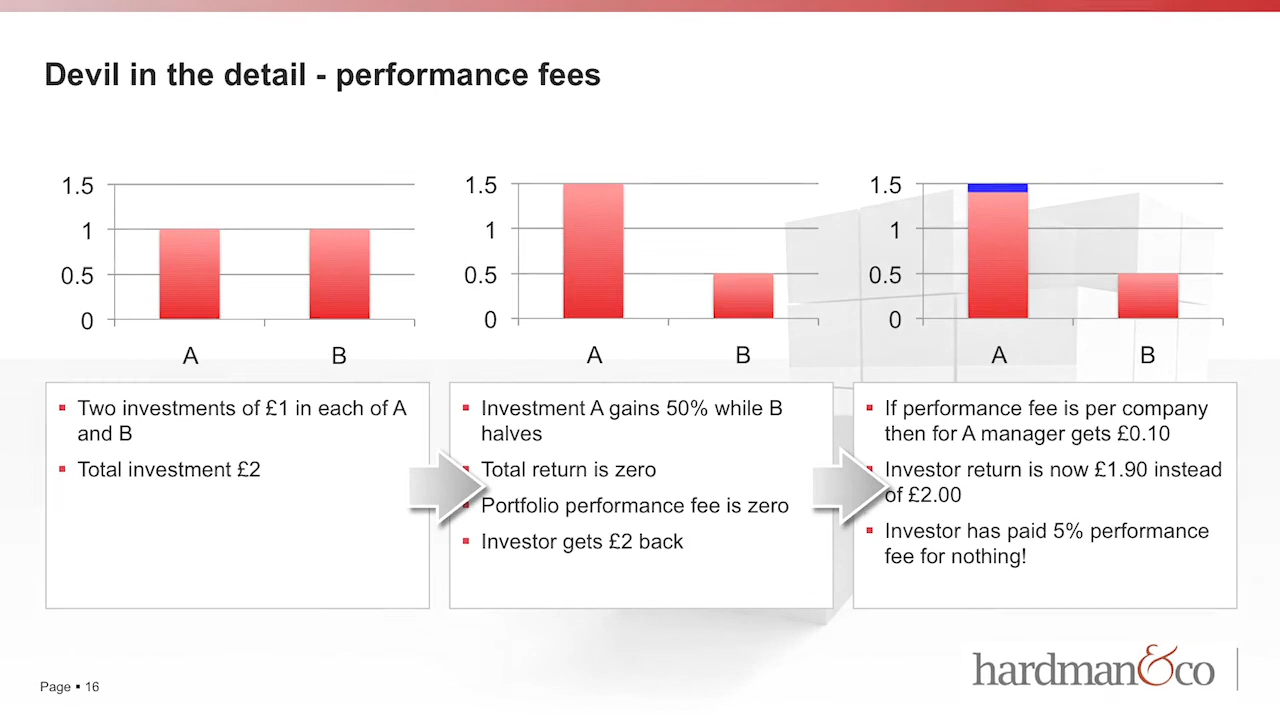 Devil in the detail - performance fees
1.5
1
0.5
0
A
B
1.5
1
0.5
0
A
B
1.5
1
0.5
0
A
B
▪ Two investments of £1 in each of A
and B
▪ Total investment £2
▪ Investment A gains 50% while B
halves
▪ Total return is zero
▪ Portfolio performance fee is zero
▪ Investor gets £2 back
▪ If performance fee is per company
then for A manager gets £0.10
▪ Investor return is now £1.90 instead
of £2.00
▪ Investor has paid 5% performance
fee for nothing!
Page ▪ 16
hardman&co